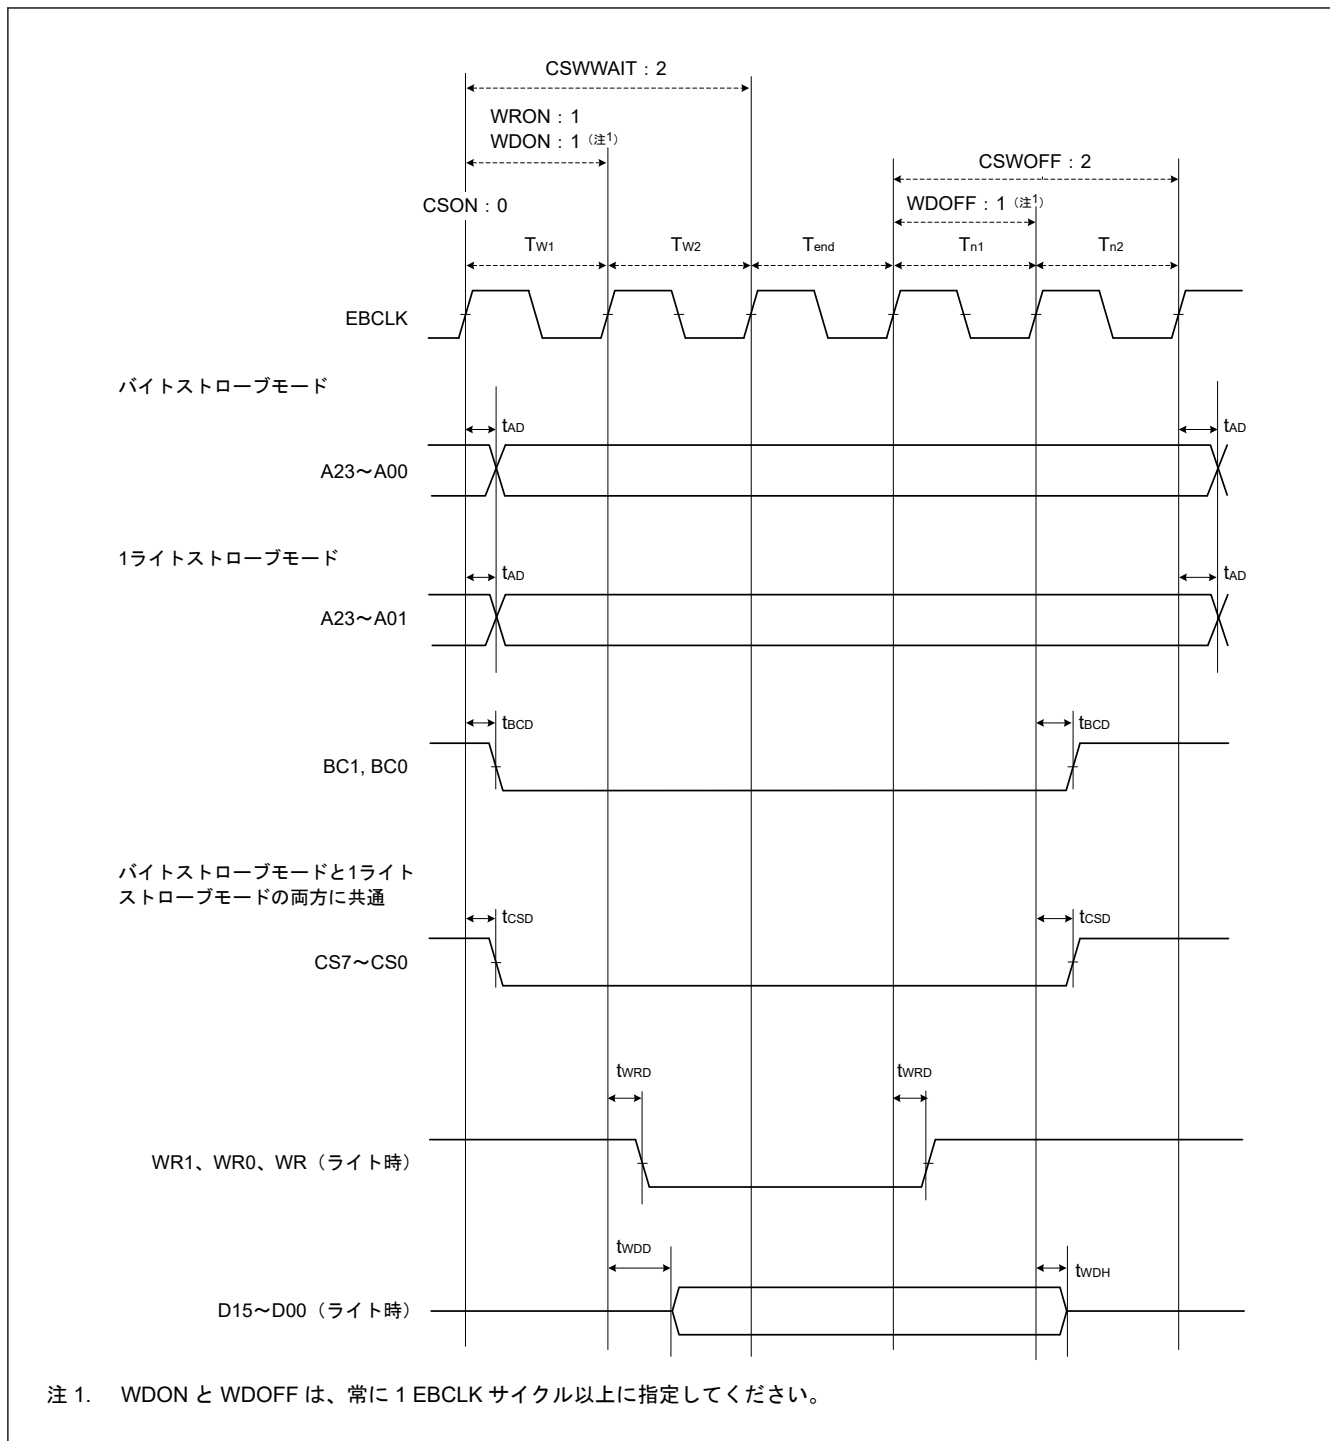 CSWWAIT：2
WRON：1
WDON：1（注1）
CSWOFF：2
WDOFF：1（注1）
CSON：0
TW1 TW2 Tend Tn1 Tn2
EBCLK
バイトストローブモード
tAD tAD
A23～A00
1ライトストローブモード
tAD tAD
A23～A01
tBCD tBCD
BC1, BC0
バイトストローブモードと1ライト
ストローブモードの両方に共通
tCSD tCSD
CS7～CS0
tWRD tWRD
WR1、WR0、WR（ライト時）
tWDD tWDH
D15～D00（ライト時）
注 1. WDON と WDOFF は、常に 1 EBCLK サイクル以上に指定してください。